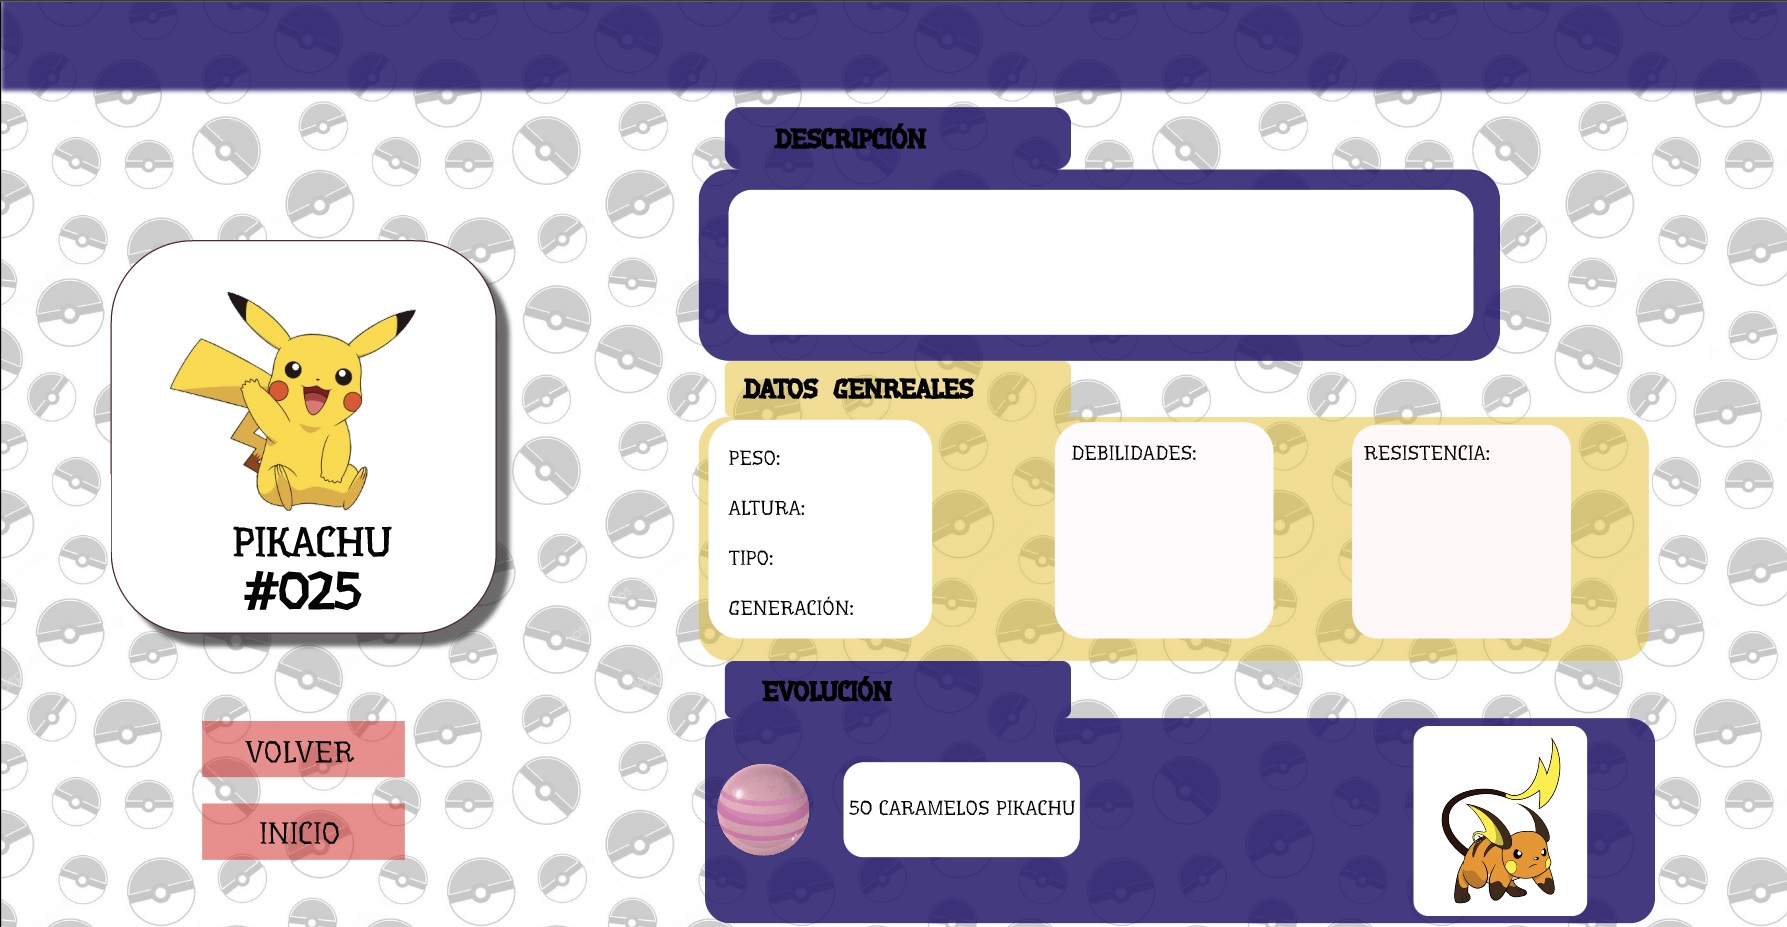 PIKACHU
#025
VOLVER
INICIO
DESCRIPCIÓN
DATOS GENREALES
PESO:
ALTURA:
TIPO:
GENERACIÓN:
DEBILIDADES:
RESISTENCIA:
EVOLUCIÓN
50 CARAMELOS PIKACHU